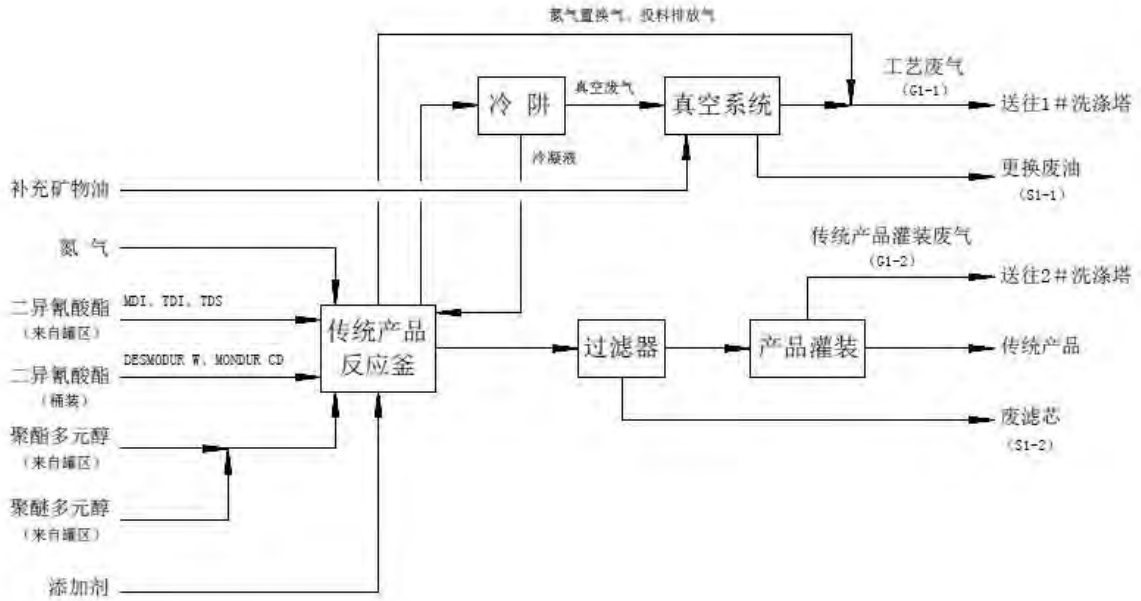 氮气置换气、投料排放气
工艺废气
(G1-1)
冷 阱
真空废气
真空系统
送往1#洗涤塔
冷凝液
补充矿物油
更换废油
(S1-1)
氮 气
传统产品灌装废气
(G1-2)
送往2#洗涤塔
二异氰酸酯
(来自罐区)
MDI、TDI、TDS
传统产品
反应釜
过滤器
产品灌装
传统产品
二异氰酸酯
(桶装)
DESMODUR W、MONDUR CD
聚酯多元醇
(来自罐区)
废滤芯
(S1-2)
聚醚多元醇
(来自罐区)
添加剂